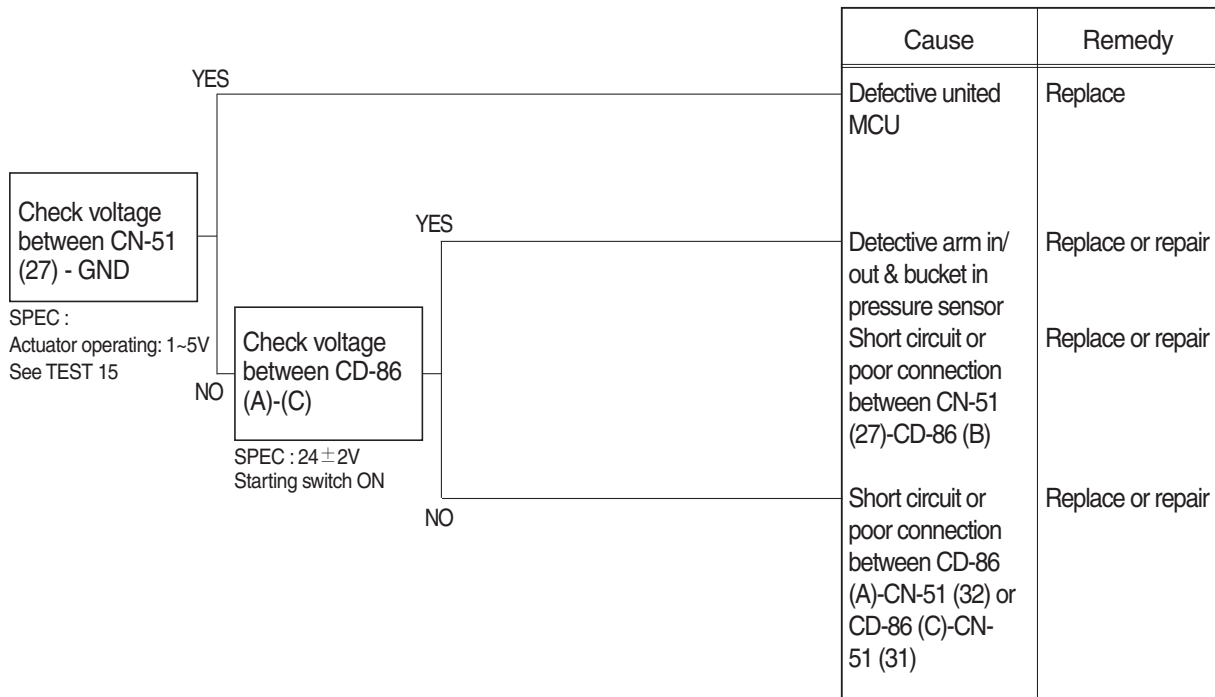 Cause
Remedy
YES
Defective united
MCU
Replace
Check voltage
between CN-51
(27) - GND
SPEC :
Actuator operating: 1~5V
See TEST 15
NO
YES
Detective arm in/
out & bucket in
pressure sensor
Replace or repair
Check voltage
between CD-86
(A)-(C)
SPEC : 24±2V
Starting switch ON
Short circuit or
poor connection
between CN-51
(27)-CD-86 (B)
Replace or repair
NO
Short circuit or
poor connection
between CD-86
(A)-CN-51 (32) or
CD-86 (C)-CN-
51 (31)
Replace or repair